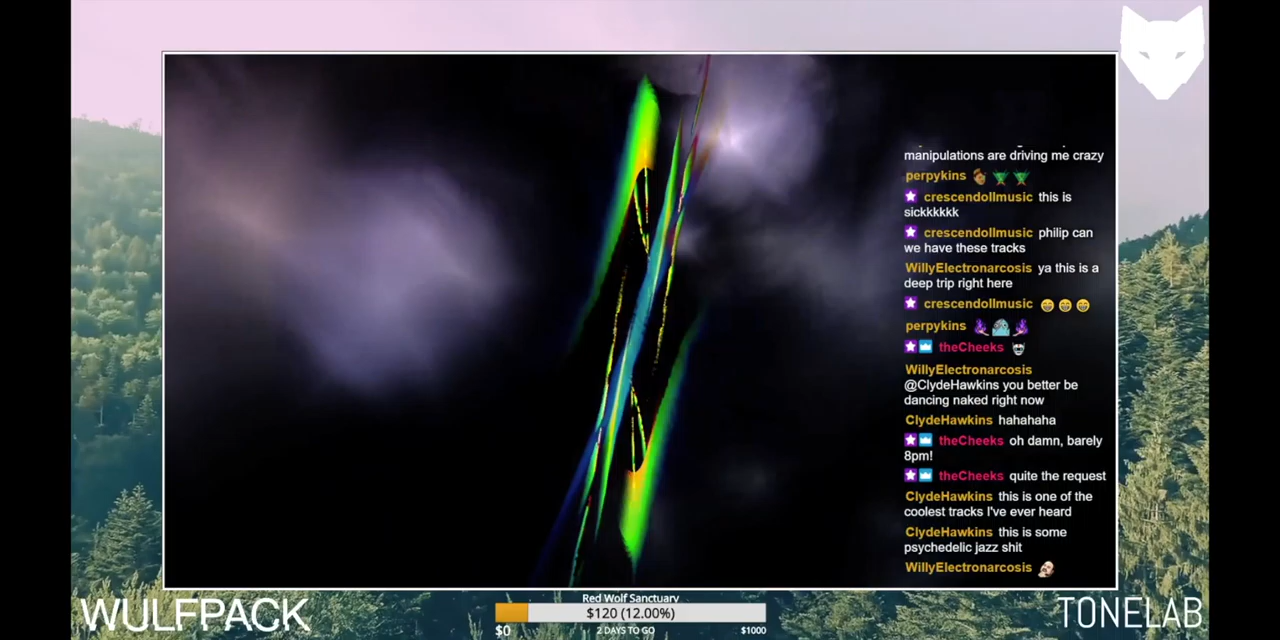 manipulations are driving me crazy
perpykins
crescendollmusic this is
sickkkkkk
crescendollmusic philip can
we have these tracks
WillyElectronarcosis ya this is a
deep trip right here
crescendollmusic
perpykins
theCheeks
WillyElectronarcosis
@ClydeHawkins you better be
dancing naked right now
ClydeHawkins hahahaha
theCheeks oh damn, barely
8pm!
theCheeks quite the request
ClydeHawkins this is one of the
coolest tracks I've ever heard
ClydeHawkins this is some
psychedelic jazz shit
WillyElectronarcosis
WULFPACK
Red Wolf Sanctuary
$120 (12.00%)
$0
2 DAYS TO GO
$1000
TONELAB